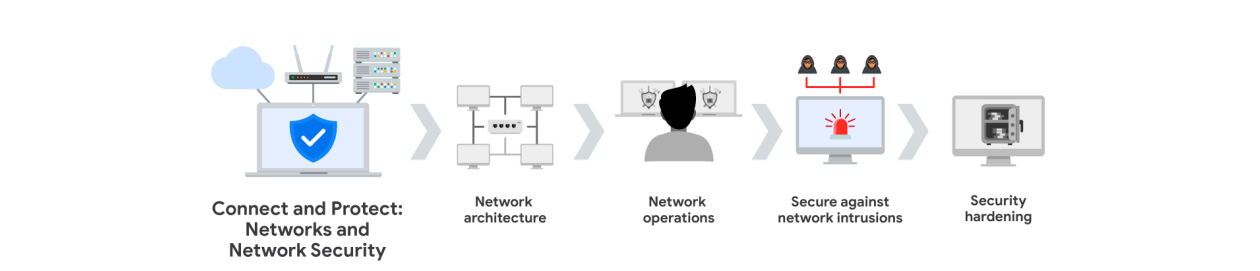 Connect and Protect:
Networks and
Network Security
Network
architecture
Network
operations
Secure against
network intrusions
Security
hardening